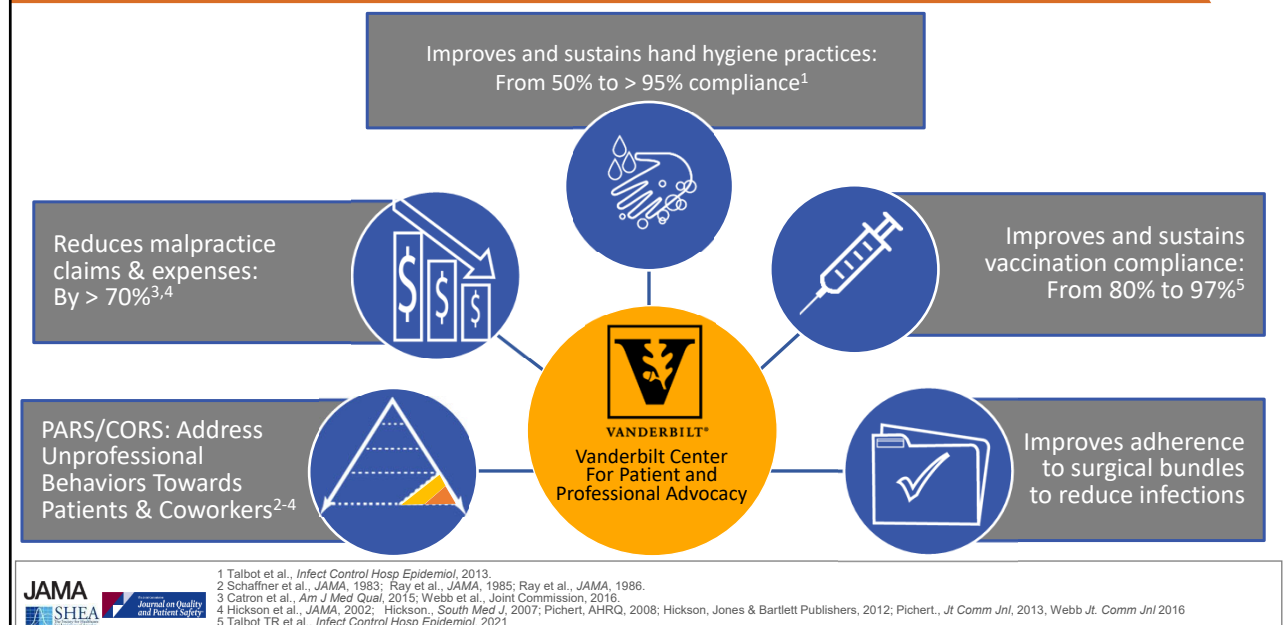 Improves and sustains hand hygiene practices:
From 50% to > 95% compliance1
Reduces malpractice
claims & expenses:
By > 70%3,4
$
$
$
Improves and sustains
vaccination compliance:
From 80% to 97%5
V
VANDERBILT®
Vanderbilt Center
For Patient and
Professional Advocacy
PARS/CORS: Address
Unprofessional
Behaviors Towards
Patients & Coworkers2-4
Improves adherence
to surgical bundles
to reduce infections
JAMA
SHEA
Journal on Quality
and Patient Safety
1 Talbot et al., Infect Control Hosp Epidemiol, 2013.
2 Schaffner et al., JAMA, 1983; Ray et al., JAMA, 1985; Ray et al., JAMA, 1986.
3 Catron et al., Am J Med Qual, 2015; Webb et al., Joint Commission, 2016.
4 Hickson et al., JAMA, 2002; Hickson., South Med J, 2007; Pichert, AHRQ, 2008; Hickson, Jones & Bartlett Publishers, 2012; Pichert., Jt Comm Jnl, 2013, Webb Jt. Comm Jnl 2016
5 Talbot TR et al., Infect Control Hosp Epidemiol, 2021